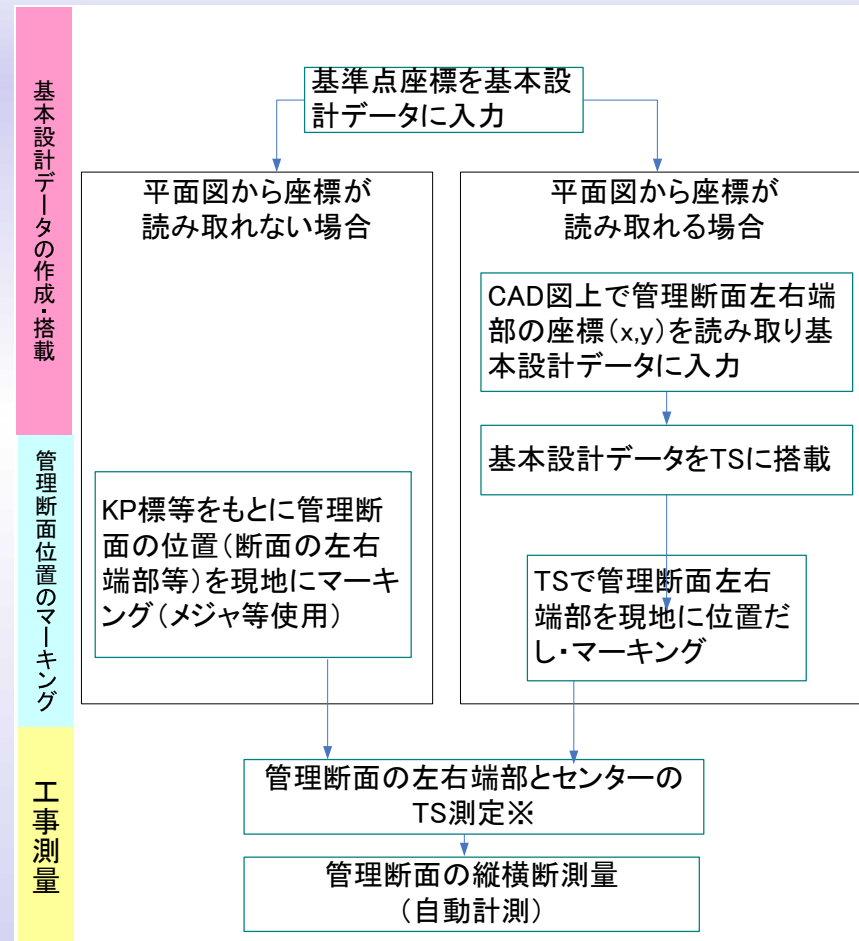 基本設計データの作成・搭載
基準点座標を基本設
計データに入力
平面図から座標が
読み取れない場合
平面図から座標が
読み取れる場合
CAD図上で管理断面左右端
部の座標（x,y）を読み取り基
本設計データに入力
基本設計データをTSに搭載
管理断面位置のマーキング
KP標等をもとに管理断
面の位置（断面の左右
端部等）を現地にマーキ
ング（メジャ等使用）
TSで管理断面左右
端部を現地に位置だ
し・マーキング
工事測量
管理断面の左右端部とセンターの
TS測定※
管理断面の縦横断測量
（自動計測）